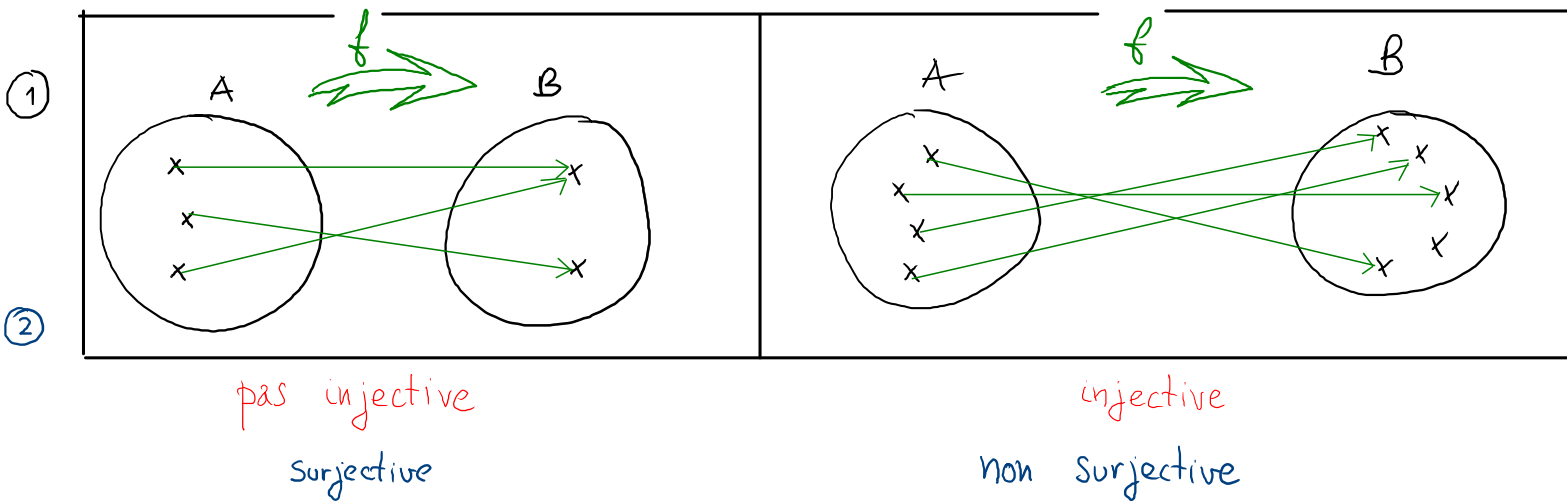 f f
A B A B
1
2
pas injective injective
surjective non surjective